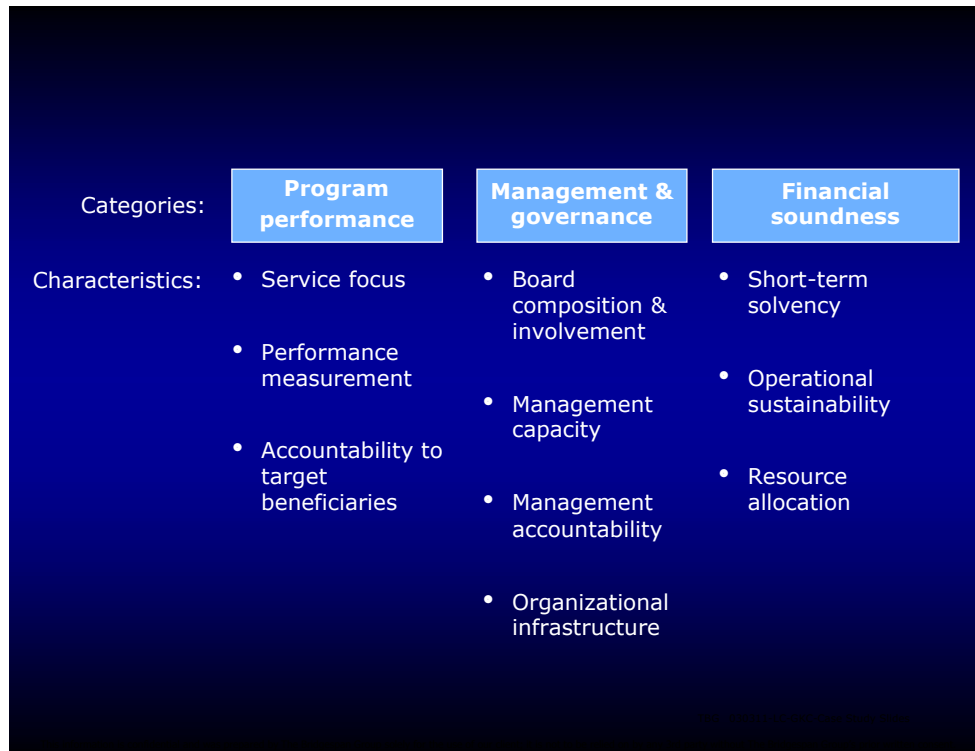 Categories:
Program
performance
Management &
governance
Financial
soundness
Characteristics:
• Service focus
• Performance
measurement
• Accountability to
target
beneficiaries
• Board
composition &
involvement
• Management
capacity
• Management
accountability
• Organizational
infrastructure
• Short-term
solvency
• Operational
sustainability
• Resource
allocation